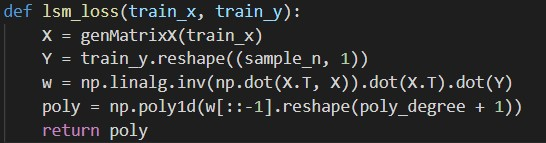 def lsm_loss(train_x, train_y):
    X = genMatrixX(train_x)
    Y = train_y.reshape((sample_n, 1))
    w = np.linalg.inv(np.dot(X.T, X)).dot(X.T).dot(Y)
    poly = np.poly1d(w[::-1].reshape(poly_degree + 1))
    return poly